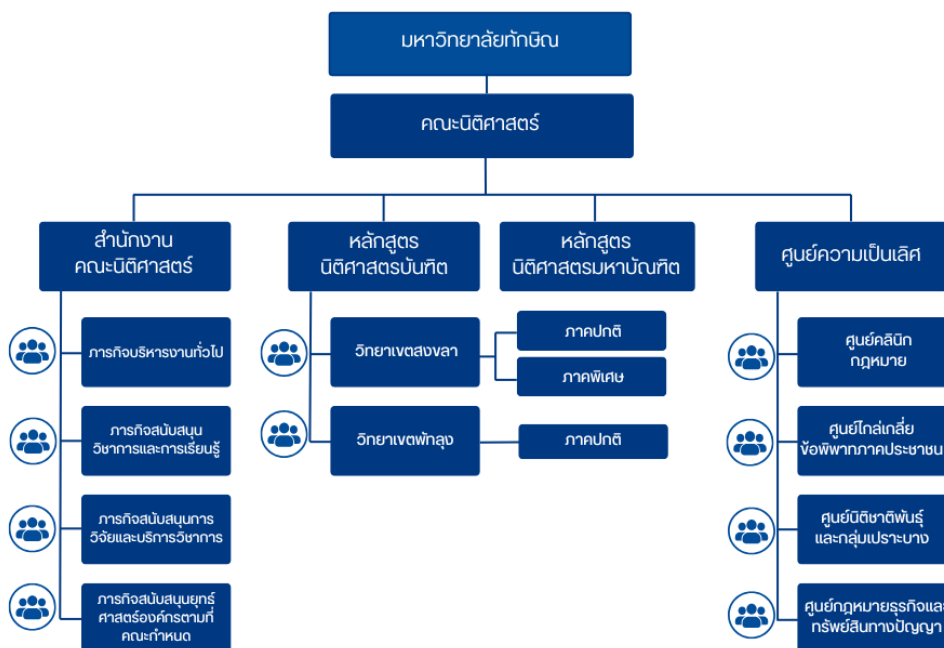 มหาวิทยาลัยทักษิณ
คณะนิติศาสตร์
สำนักงาน
คณะนิติศาสตร์
หลักสูตร
นิติศาสตรบันฑิต
หลักสูตร
นิติศาสตรมหาบัณฑิต
ศูนย์ความเป็นเลิศ
ภารกิจบริหารงานทั่วไป
ภารกิจสนับสนุน
วิชาการและการเรียนรู้
ภารกิจสนับสนุนการ
วิจัยและบริการวิชาการ
ภารกิจสนับสนุนยุทธ์
ศาสตร์องค์กรตามที่
คณะกำหนด
วิทยาเขตสงขลา
ภาคปกติ
ภาคพิเศษ
วิทยาเขตพัทลุง
ภาคปกติ
ศูนย์คลินิก
กฎหมาย
ศูนย์ไกล่เกลี่ย
ข้อพิพาทภาคประชาชน
ศูนย์นิติชาติพันธุ์
และกลุ่มเปราะบาง
ศูนย์กฎหมายธุรกิจและ
ทรัพย์สินทางปัญญา